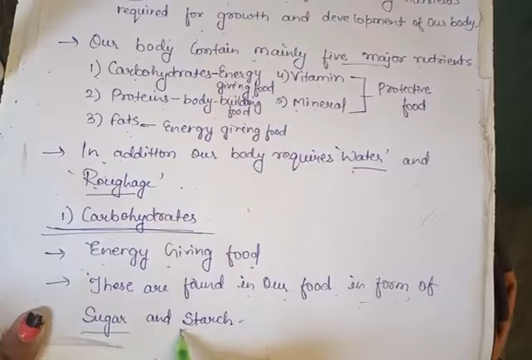 required for growth and development of Our body.
→ Our body Contain mainly five major nutrients
1) Carbohydrates-Energy giving food 4) Vitamin
2) Proteins-body-building food 5) Mineral Protective food
3) Fats- Energy giving food
→ In addittion Our body requires 'Water' and
'Roughage'.
1) Carbohydrates
→ Energy Giving food
→ These are found in Our food in form of
Sugar and Starch-